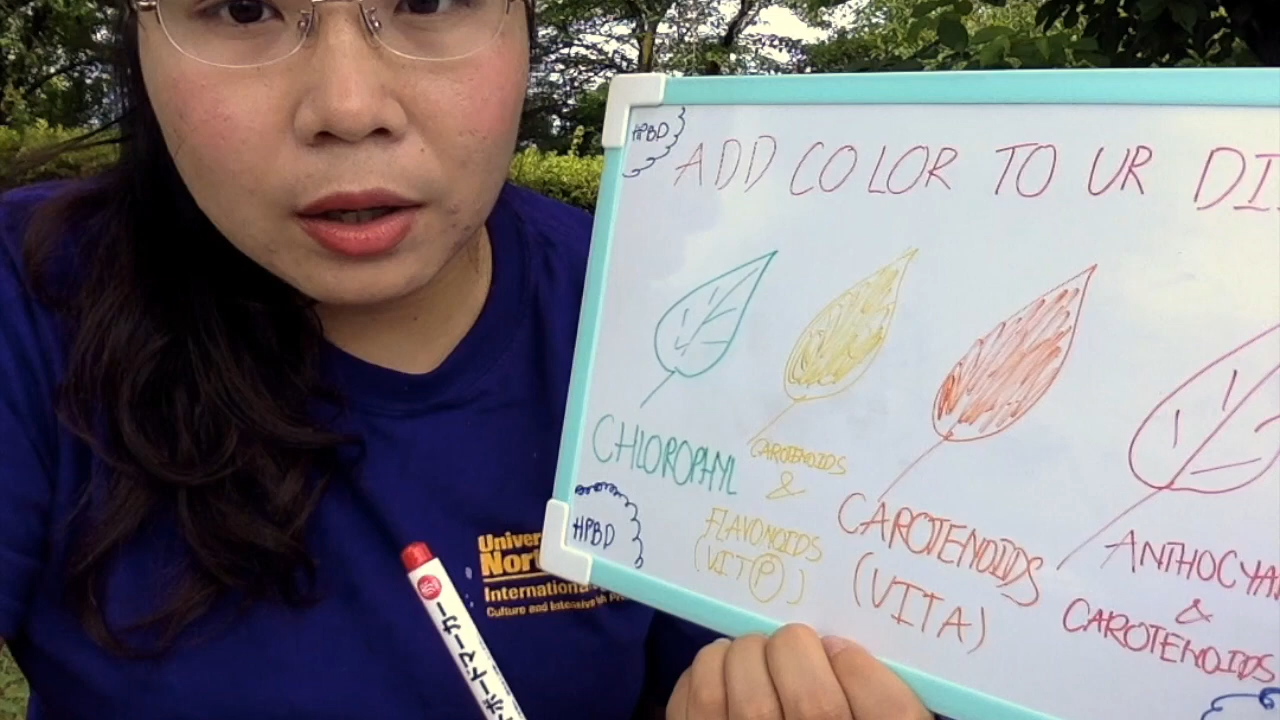 HPBD
ADD COLOR TO UR DI
CHLOROPHYL
CAROTENOIDS
&
FLAVONOIDS
(VIT P)
CAROTENOIDS
(VIT A)
ANTHOCYA
&
CAROTENOIDS
HPBD
Univer
Nort
International
Culture and Intensive